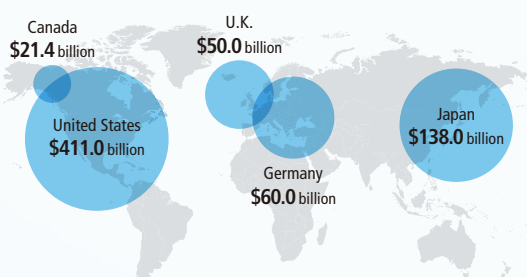 Canada
$21.4 billion
U.K.
$50.0 billion
United States
$411.0 billion
Japan
$138.0 billion
Germany
$60.0 billion